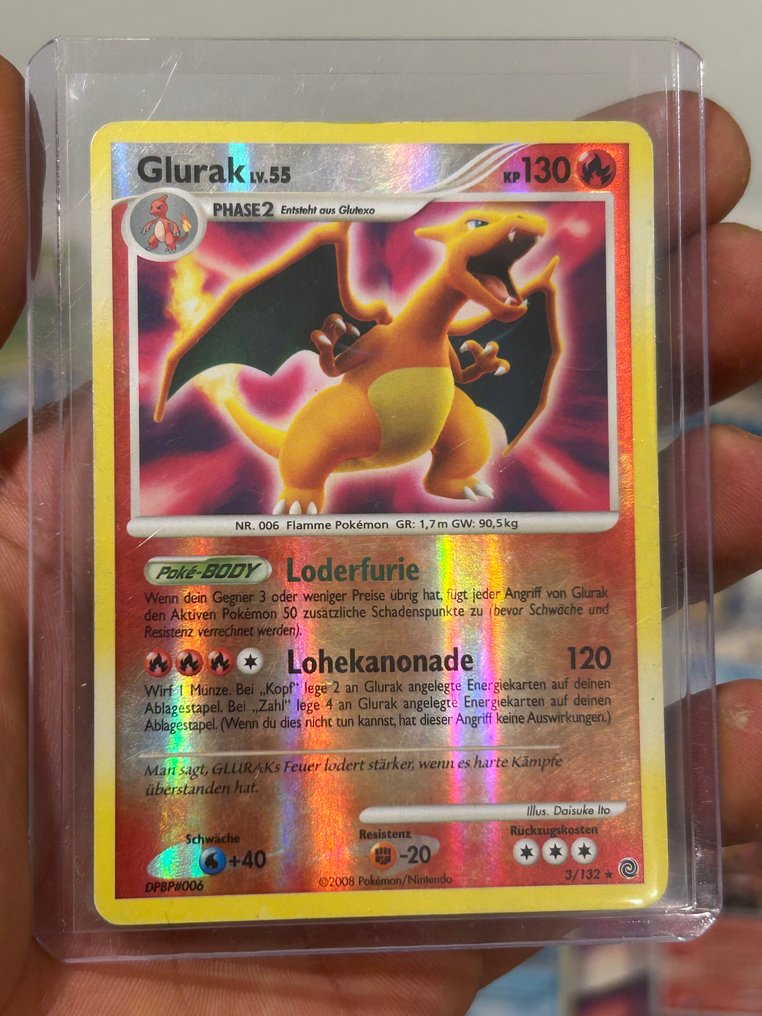 Glurak LV.55 KP 130
PHASE2 Entsteht aus Glutexo
NR. 006 Flamme Pokémon GR: 1,7 m GW: 90,5 kg
Poké-BODY Loderfurie
Wenn dein Gegner 3 oder weniger Preise übrig hat, fügt jeder Angriff von Glurak
den Aktiven Pokémon 50 zusätzliche Schadenspunkte zu (bevor Schwäche und
Resistenz verrechnet werden).
Lohekanonade 120
Wirf 1 Münze. Bei „Kopf“ lege 2 an Glurak angelegte Energiekarten auf deinen
Ablagestapel. Bei „Zahl“ lege 4 an Glurak angelegte Energiekarten auf deinen
Ablagestapel. (Wenn du dies nicht tun kannst, hat dieser Angriff keine Auswirkungen.)
Man sagt, GLURAKs Feuer lodert stärker, wenn es harte Kämpfe
überstanden hat.
Illus. Daisuke Ito
Schwäche Resistenz Rückzugskosten
+40 -20
DPBP#006 ©2008 Pokémon/Nintendo 3/132